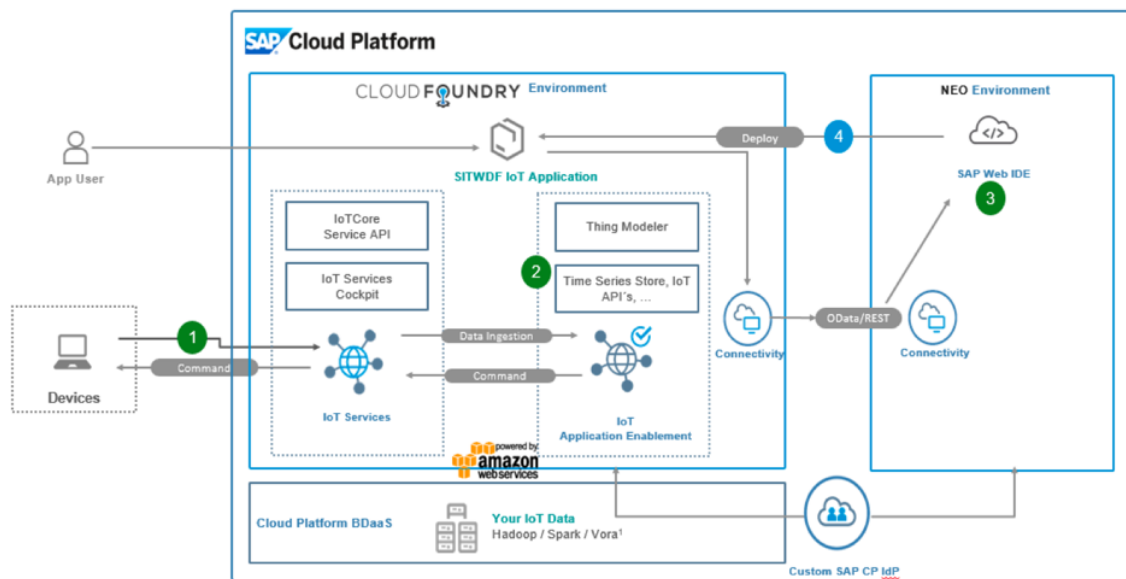 SAP Cloud Platform
CLOUD FOUNDRY Environment
NEO Environment
Deploy
4
App User
SITWDF IoT Application
SAP Web IDE
3
IoTCore
Service API
Thing Modeler
2
IoT Services
Cockpit
Time Series Store, IoT
API´s, ...
1
Data Ingestion
OData/REST
Command
Command
Connectivity
Connectivity
Devices
IoT Services
IoT
Application Enablement
powered by
amazon
webservices
Cloud Platform BDaaS
Your IoT Data
Hadoop / Spark / Vora¹
Custom SAP CP IdP